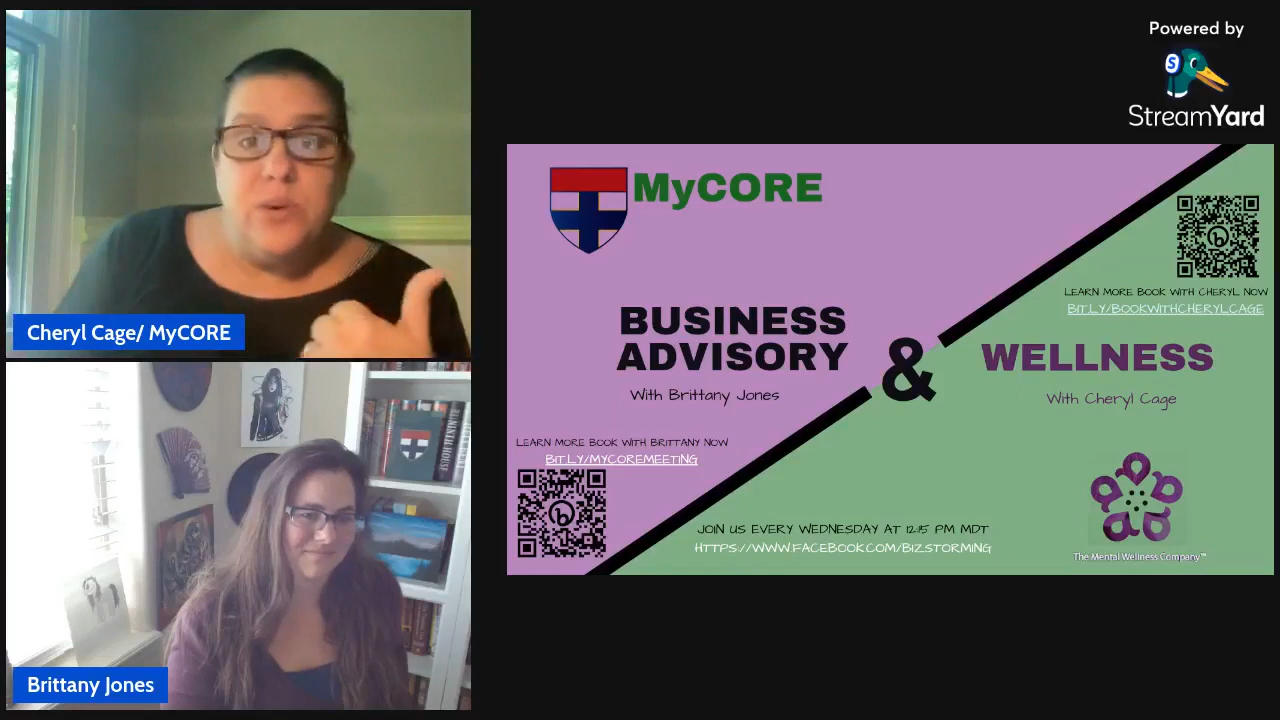 Cheryl Cage/ MyCORE
Brittany Jones
Powered by
S
StreamYard
MyCORE
BUSINESS
ADVISORY
With Brittany Jones
&
WELLNESS
With Cheryl Cage
LEARN MORE BOOK WITH CHERYL NOW
BIT.LY/BOOKWITHCHERYLCAGE
LEARN MORE BOOK WITH BRITTANY NOW
BIT.LY/MYCOREMEETING
JOIN US EVERY WEDNESDAY AT 12:15 PM MDT
HTTPS://WWW.FACEBOOK.COM/BIZSTORMING
The Mental Wellness Company™
NINTH HOUSE